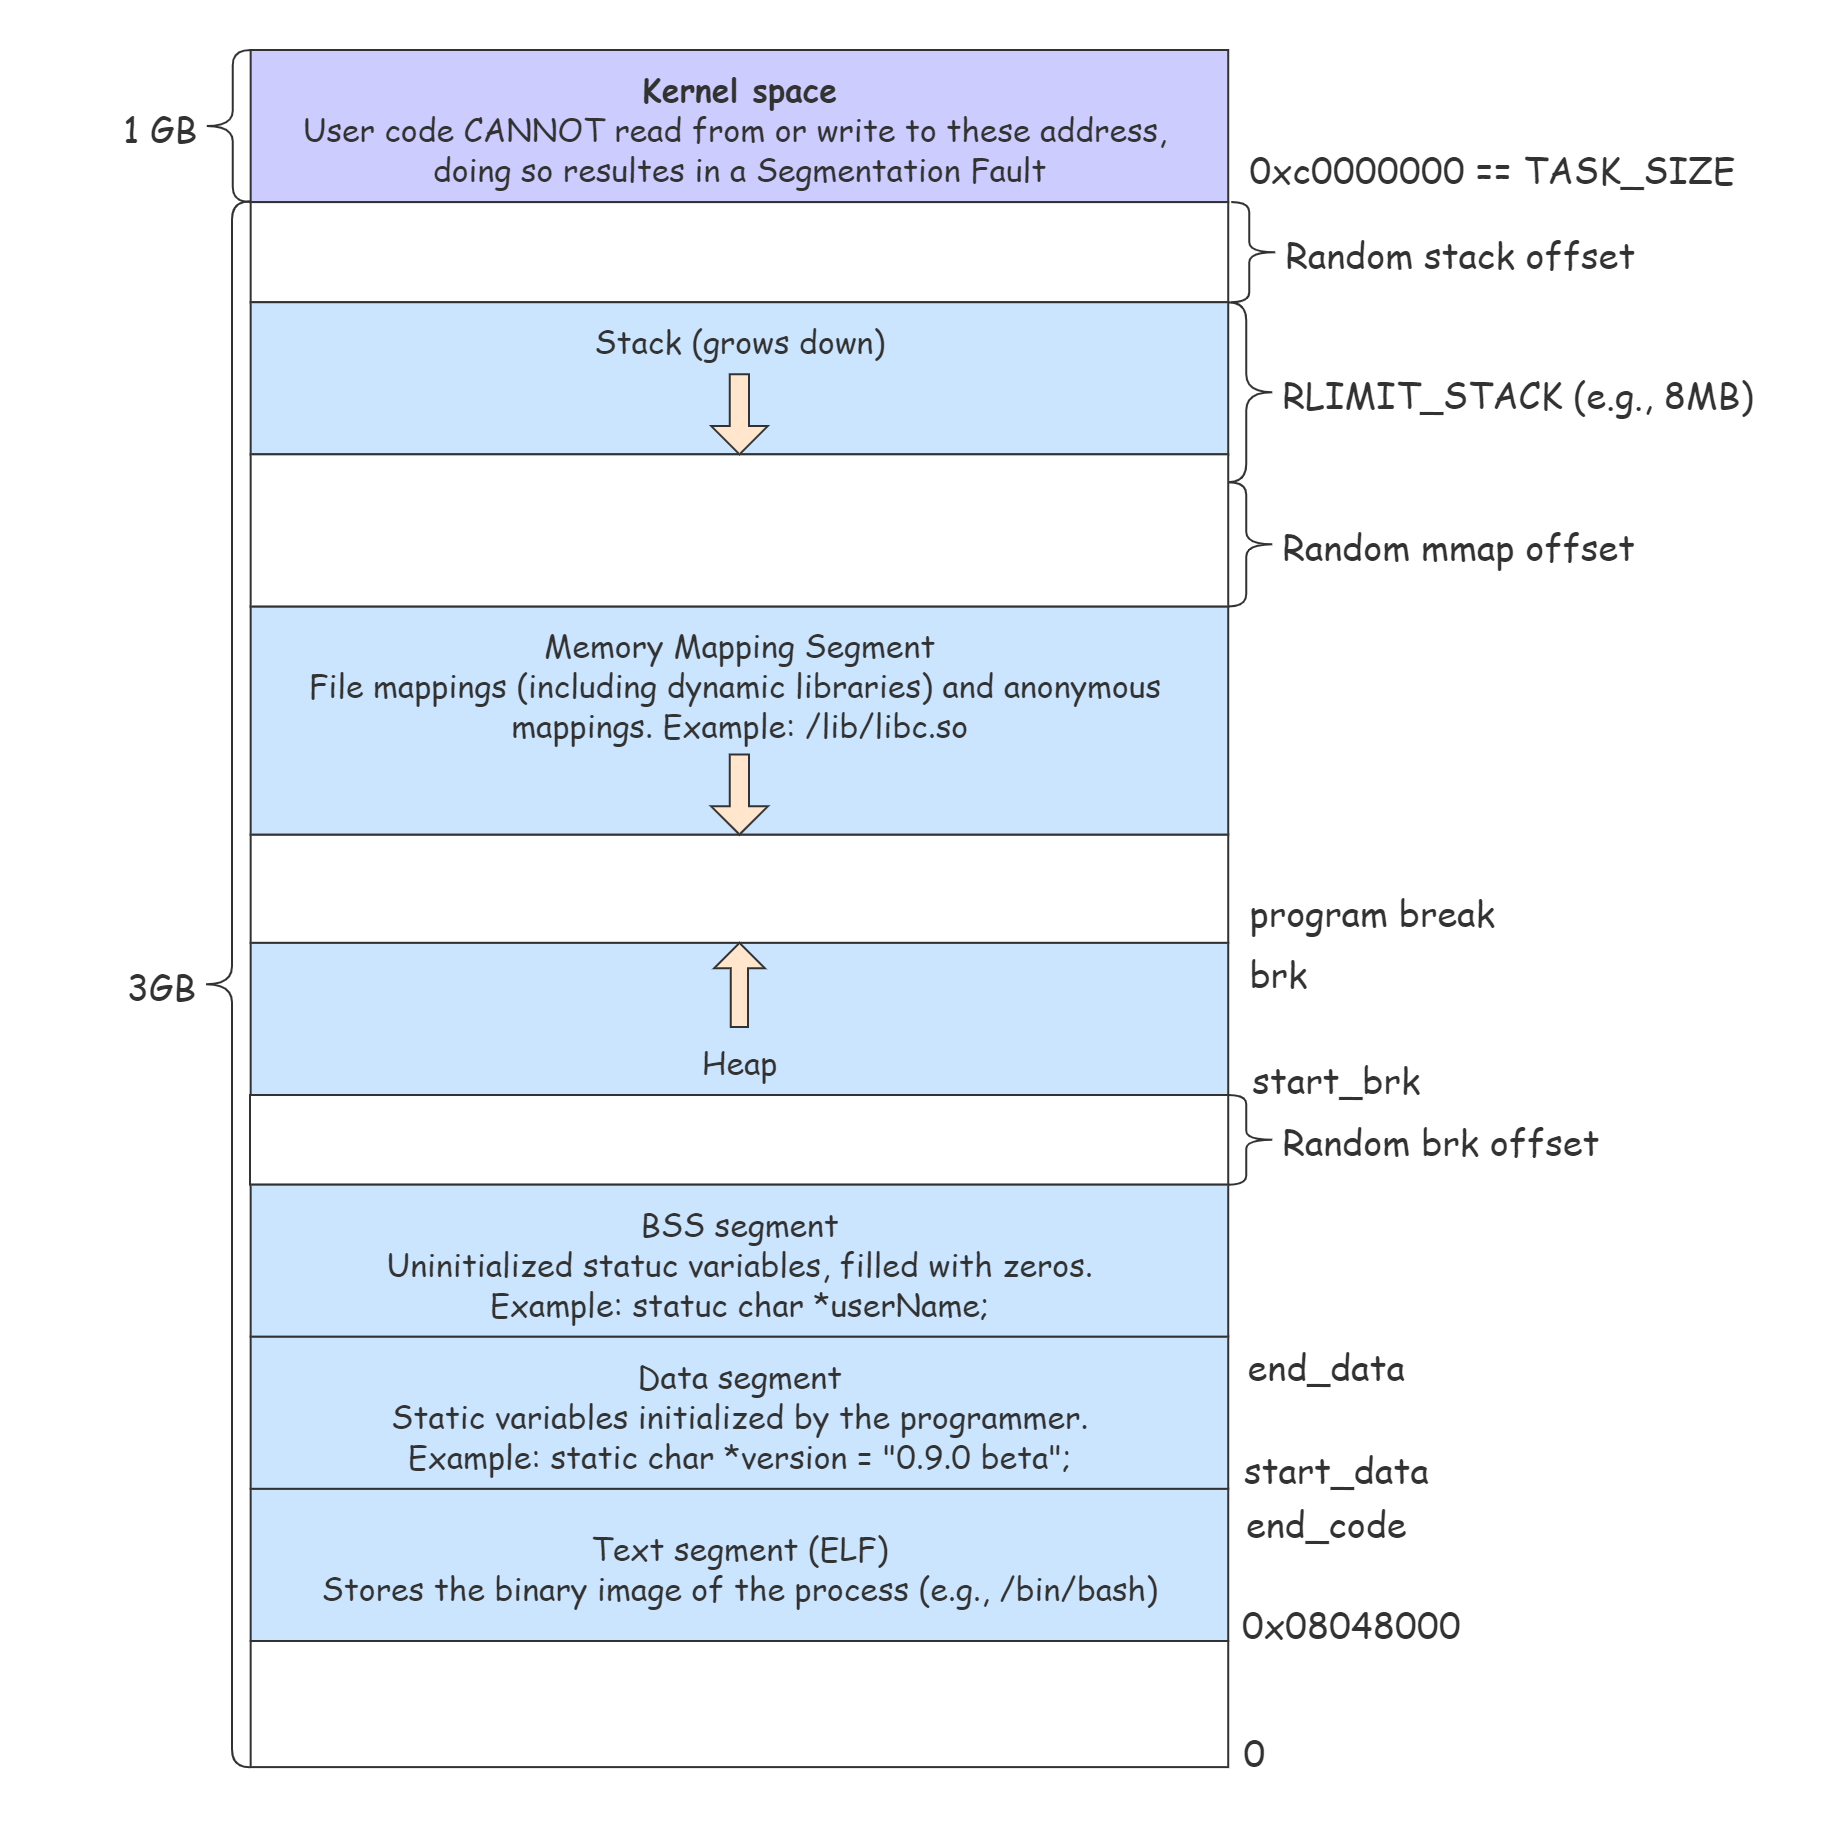 Kernel space
1 GB
User code CANNOT read from or write to these address,
doing so resultes in a Segmentation Fault
0xc0000000 == TASK_SIZE
Random stack offset
Stack (grows down)
RLIMIT_STACK (e.g., 8MB)
Random mmap offset
Memory Mapping Segment
File mappings (including dynamic libraries) and anonymous
mappings. Example: /lib/libc.so
program break
3GB
brk
Heap
start_brk
Random brk offset
BSS segment
Uninitialized statuc variables, filled with zeros.
Example: statuc char *userName;
end_data
Data segment
Static variables initialized by the programmer.
Example: static char *version = "0.9.0 beta";
start_data
end_code
Text segment (ELF)
Stores the binary image of the process (e.g., /bin/bash)
0x08048000
0